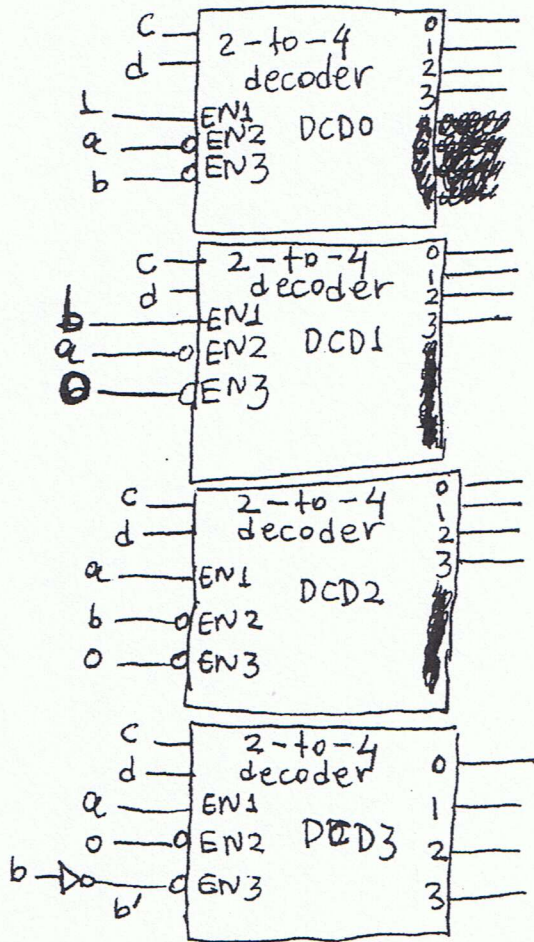 c 2-to-4 0
d decoder 1
2
3
1 EN1 DCD0
a EN2
b EN3
c 2-to-4 0
d decoder 1
2
b EN1 3
a EN2 DCD1
0 EN3
c 2-to-4 0
d decoder 1
2
a EN1 3
DCD2
b EN2
0 EN3
c 2-to-4
d decoder 0
a EN1 1
0 EN2 DCD3
2
b b' EN3
3